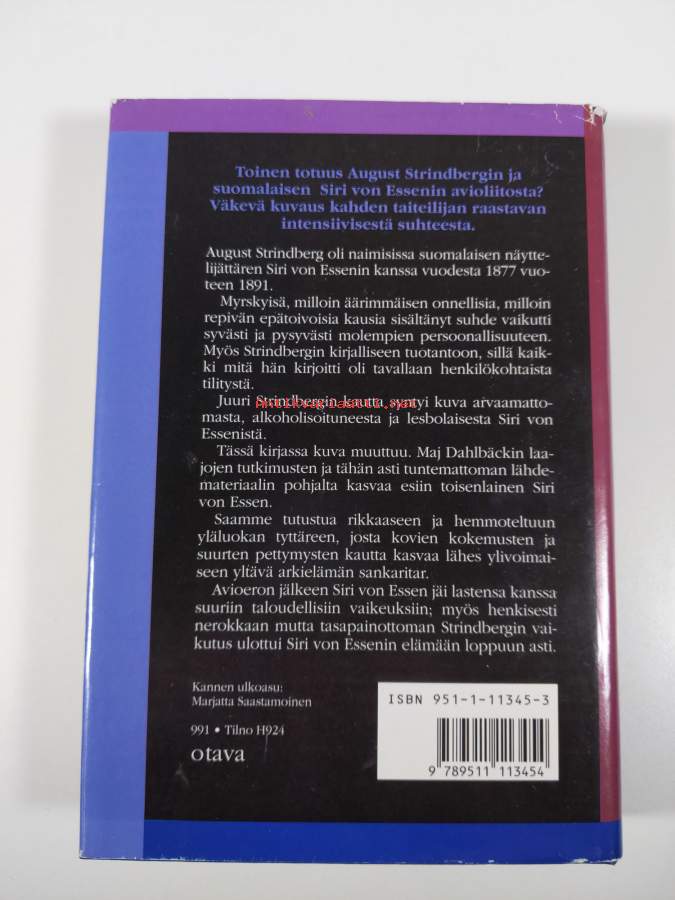 Toinen totuus August Strindbergin ja
suomalaisen Siri von Essenin avioliitosta?
Väkevä kuvaus kahden taiteilijan raastavan
intensiivisestä suhteesta.
August Strindberg oli naimisissa suomalaisen näytte-
lijättären Siri von Essenin kanssa vuodesta 1877 vuo-
teen 1891.
Myrskyisä, milloin äärimmäisen onnellisia, milloin
repivän epätoivoisia kausia sisältänyt suhde vaikutti
syvästi ja pysyvästi molempien persoonallisuuteen.
Myös Strindbergin kirjalliseen tuotantoon, sillä kaik-
ki mitä hän kirjoitti oli tavallaan henkilökohtaista
tilitystä.
Juuri Strindbergin kautta syntyi kuva arvaamatto-
masta, alkoholisoituneesta ja lesbolaisesta Siri von
Essenistä.
Tässä kirjassa kuva muuttuu. Maj Dahlbäckin laa-
jojen tutkimusten ja tähän asti tuntemattoman lähde-
materiaalin pohjalta kasvaa esiin toisenlainen Siri
von Essen.
Saamme tutustua rikkaaseen ja hemmoteltuun
yläluokan tyttäreen, josta kovien kokemusten ja
suurten pettymysten kautta kasvaa lähes ylivoimai-
seen yltävä arkielämän sankaritar.
Avioeron jälkeen Siri von Essen jäi lastensa kanssa
suuriin taloudellisiin vaikeuksiin; myös henkisesti
nerokkaan mutta tasapainottoman Strindbergin vai-
kutus ulottui Siri von Essenin elämään loppuun asti.
Kannen ulkoasu:
Marjatta Saastamoinen
991 • Tilno H924
otava
ISBN 951-1-11345-3
9 789511 113454